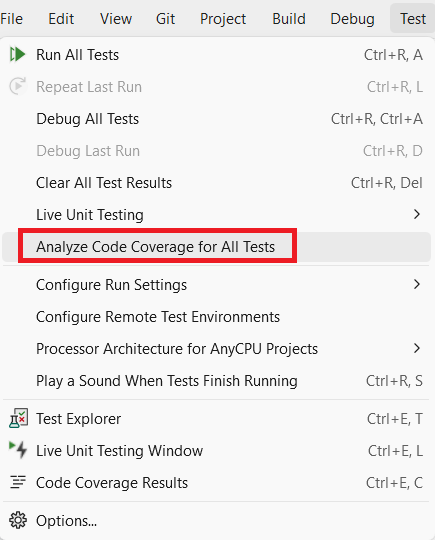 File Edit View Git Project Build Debug Test
Run All Tests Ctrl+R, A
Repeat Last Run Ctrl+R, L
Debug All Tests Ctrl+R, Ctrl+A
Debug Last Run Ctrl+R, D
Clear All Test Results Ctrl+R, Del
Live Unit Testing
Analyze Code Coverage for All Tests
Configure Run Settings
Configure Remote Test Environments
Processor Architecture for AnyCPU Projects
Play a Sound When Tests Finish Running Ctrl+R, S
Test Explorer Ctrl+E, T
Live Unit Testing Window Ctrl+E, L
Code Coverage Results Ctrl+E, C
Options...